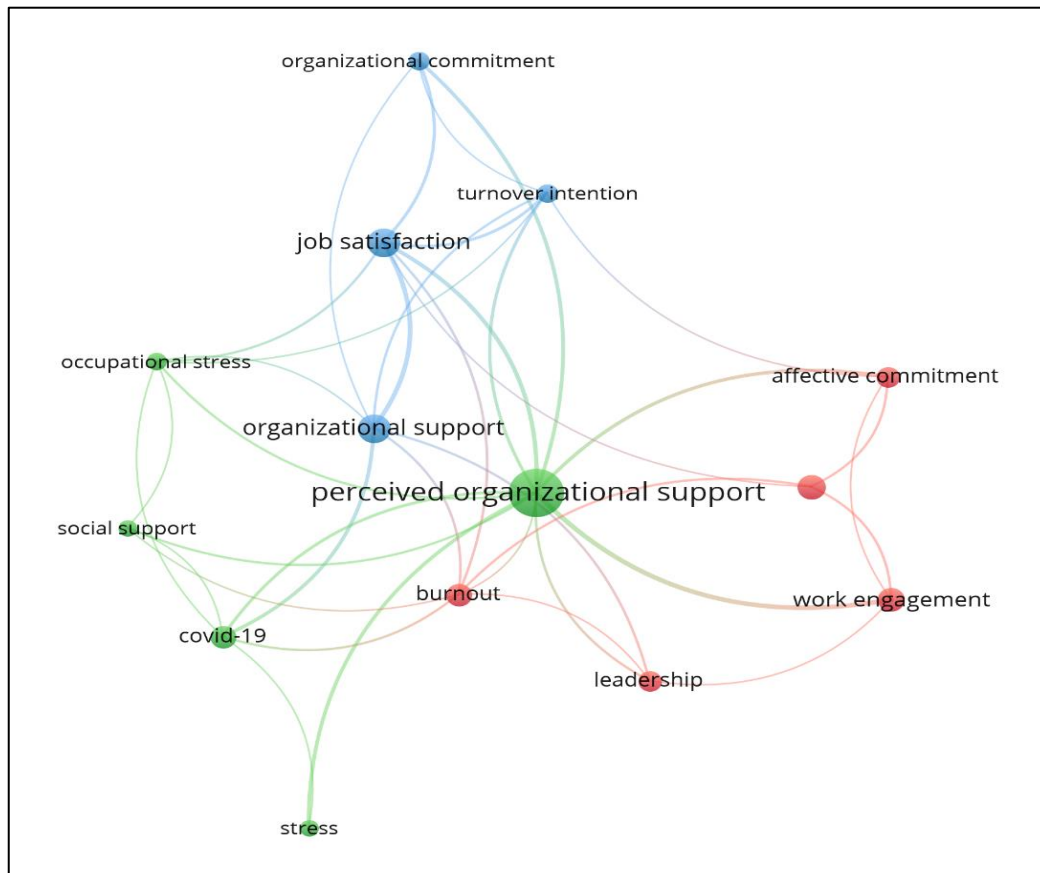 organizational commitment
turnover intention
job satisfaction
occupational stress
affective commitment
organizational support
perceived organizational support
social support
burnout
work engagement
covid-19
leadership
stress